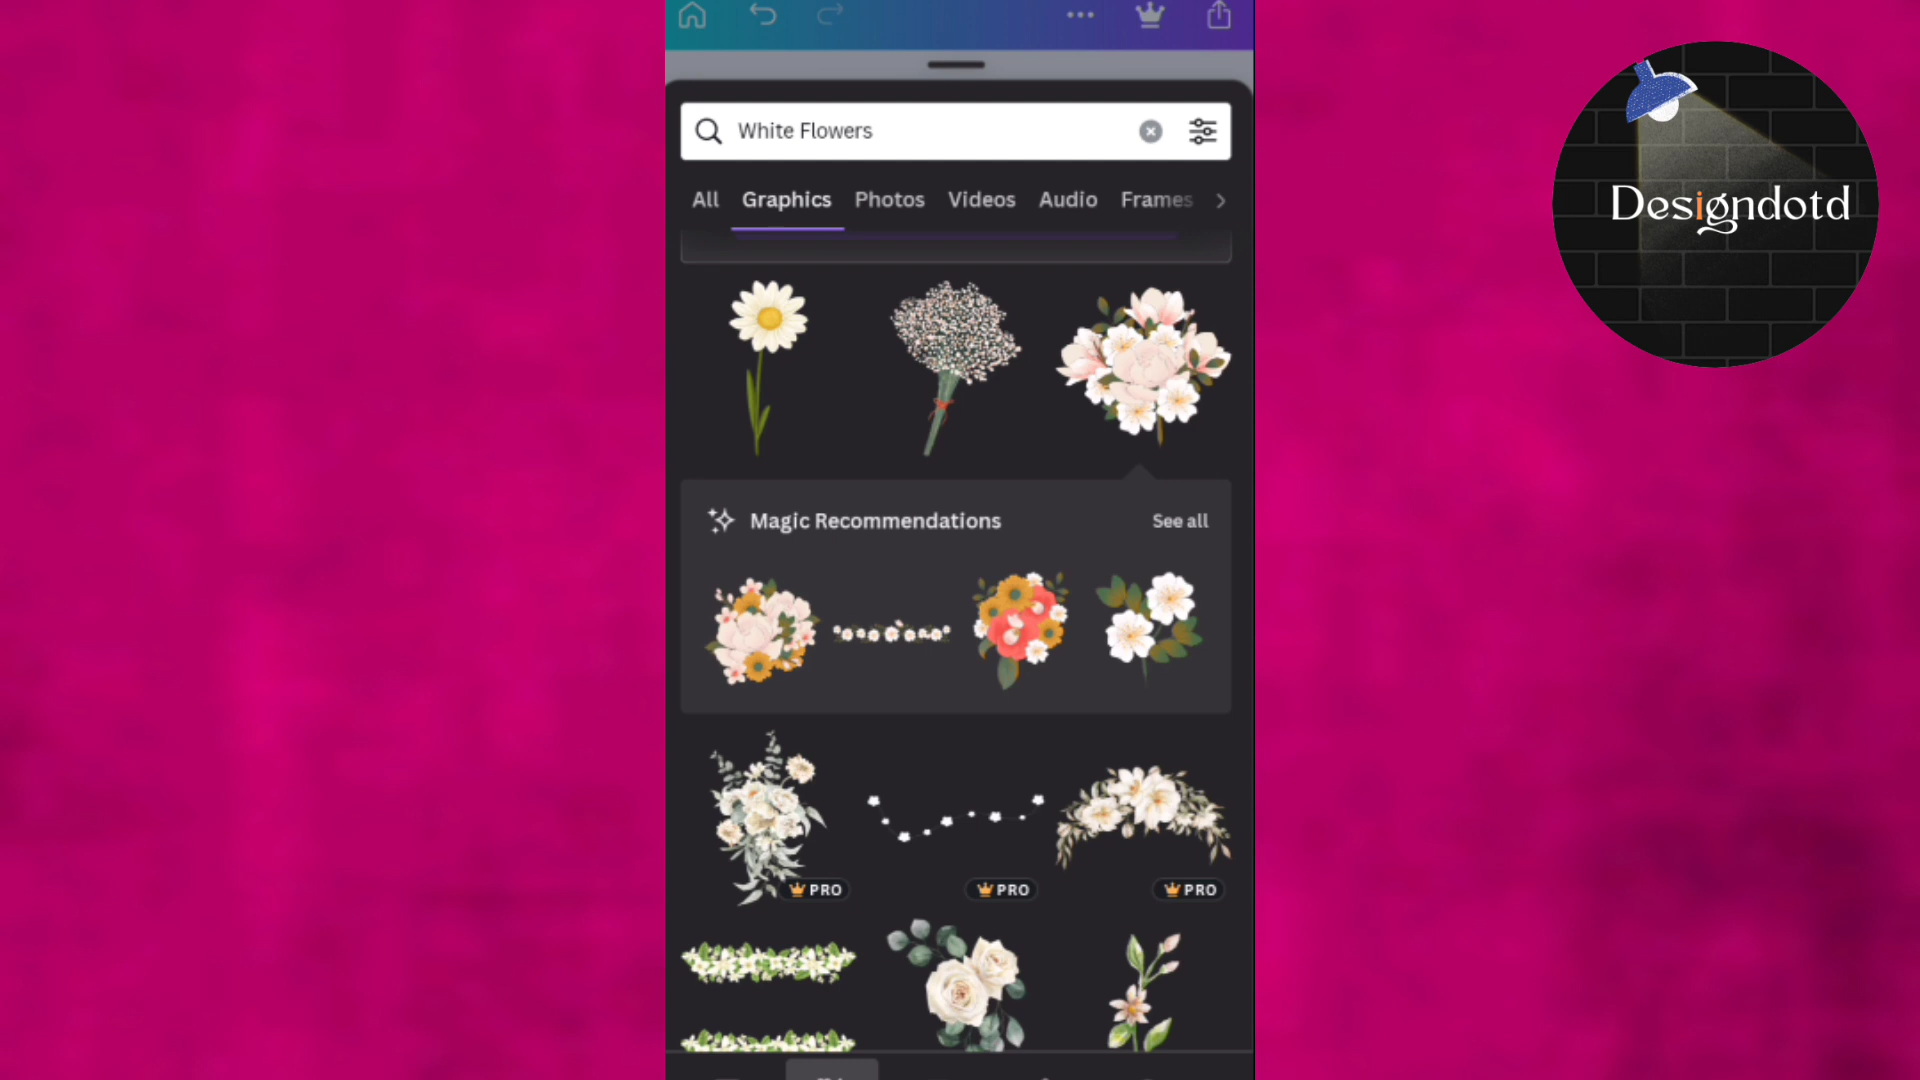 White Flowers
All Graphics Photos Videos Audio Frames
Magic Recommendations See all
PRO PRO PRO
Designdotd